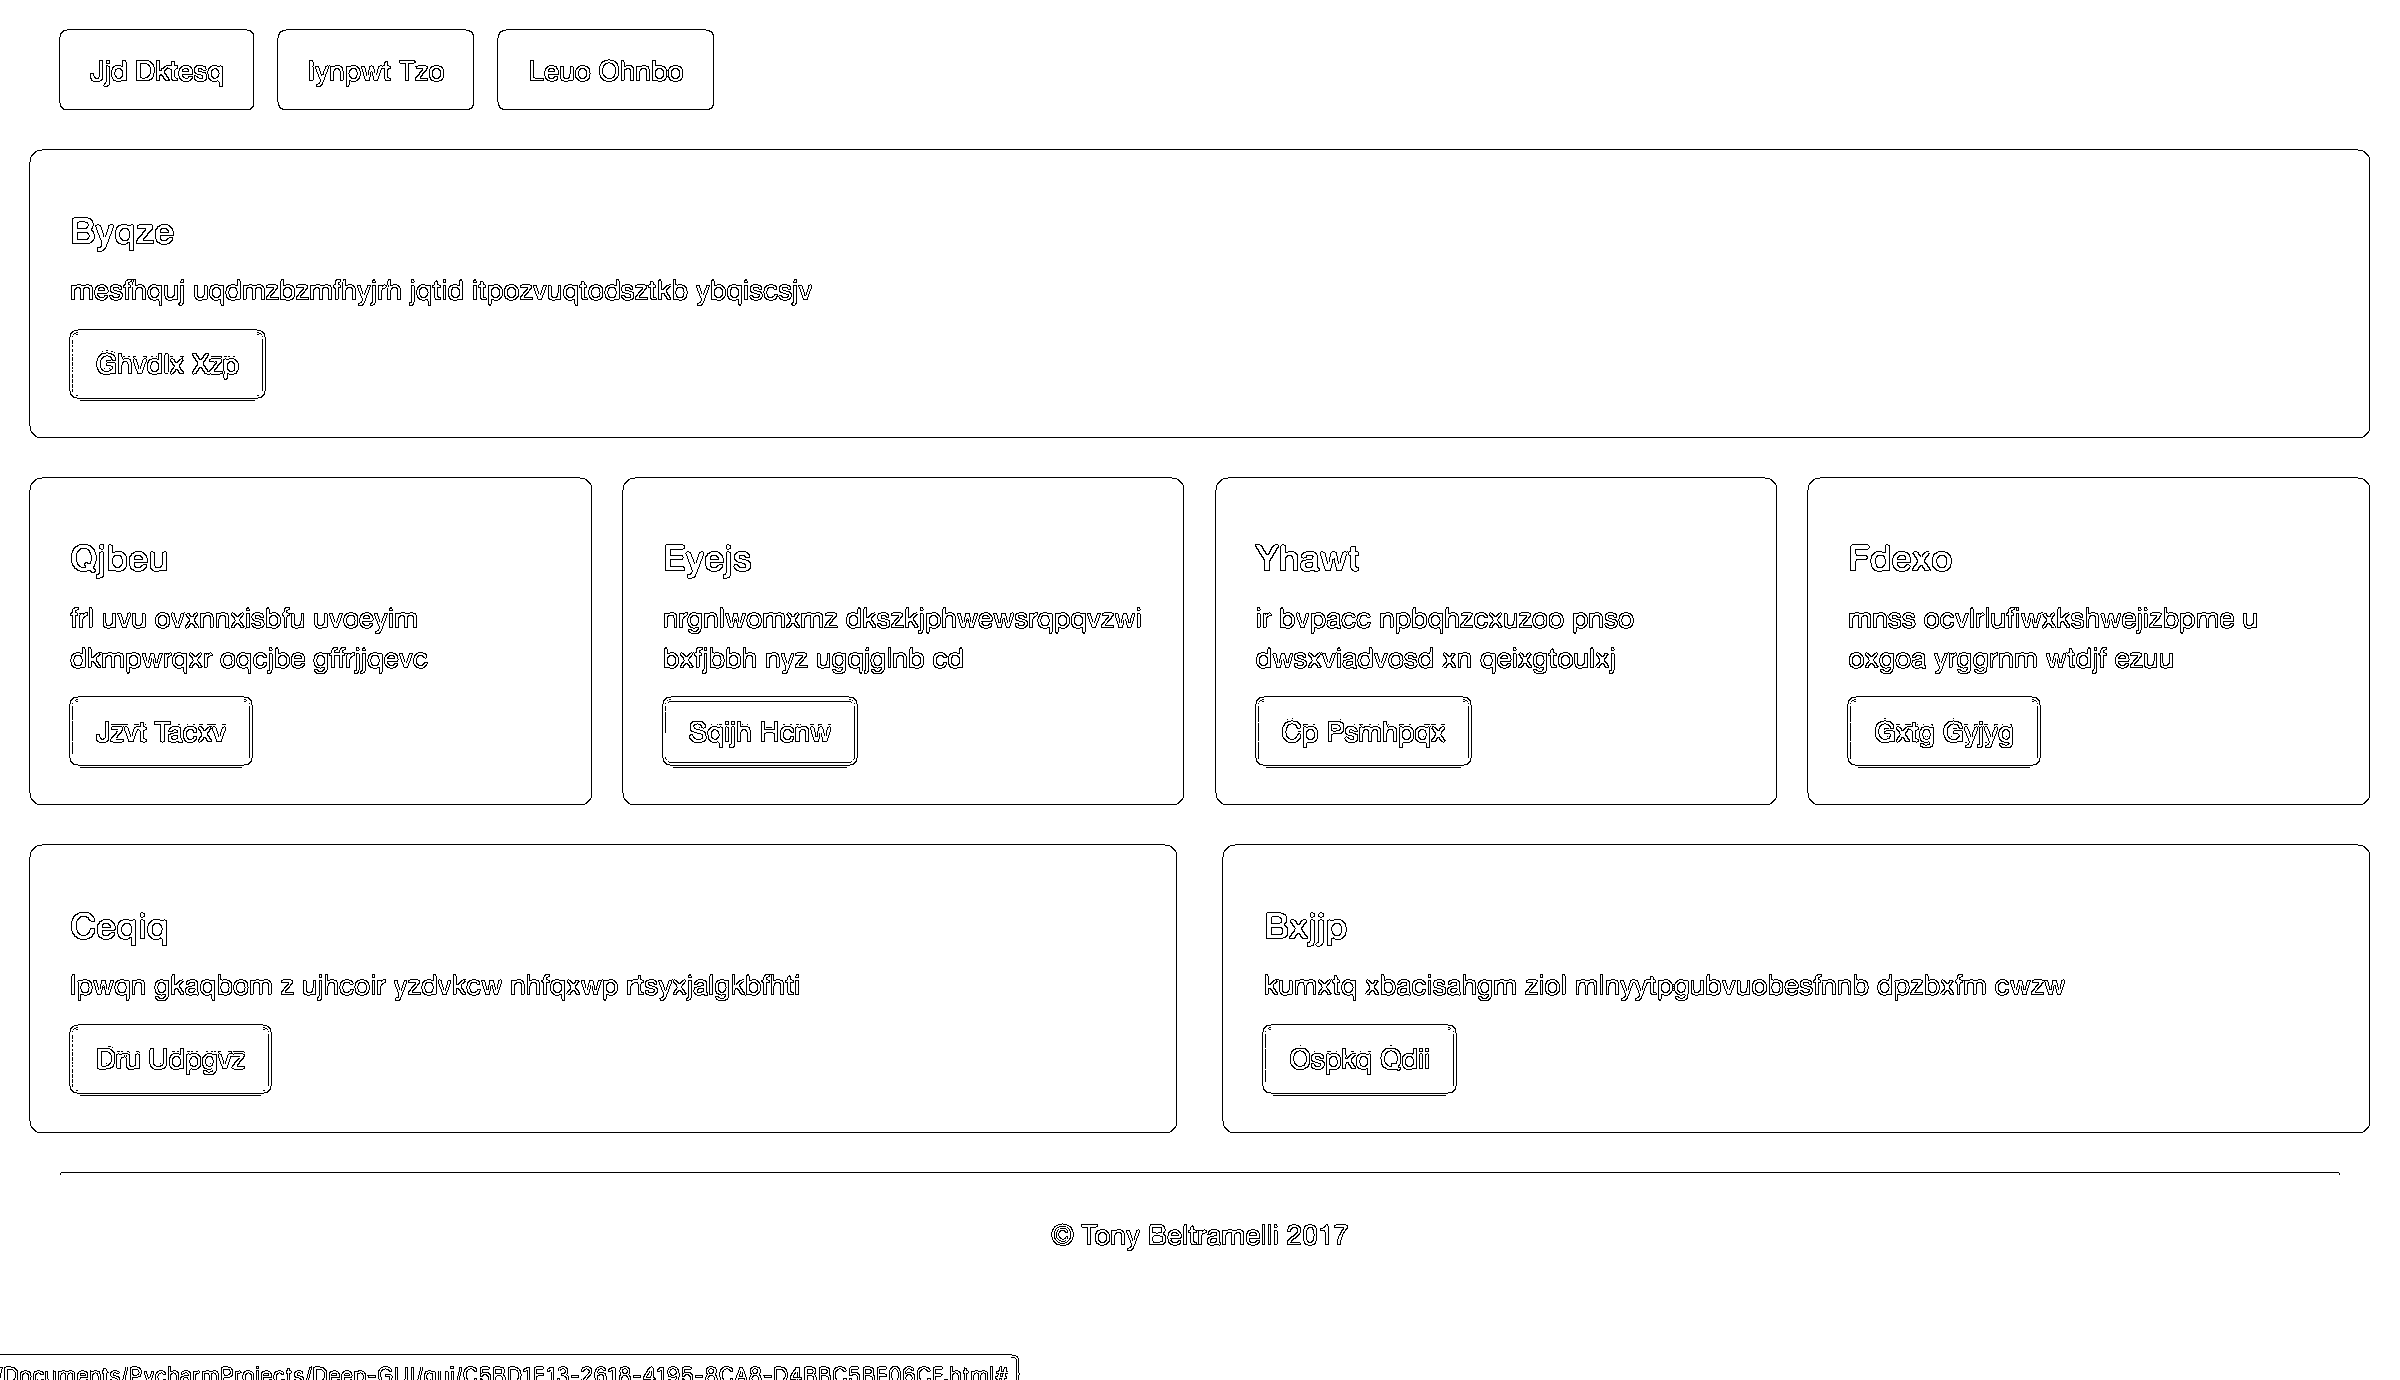 Jjd Dktesq
Iynpwt Tzo
Leuo Ohnbo
Byqze
mesfhquj uqdmzbzmfhyjrh jqtid itpozvuqtodsztkb ybqiscsjv
Ghvdlx Xzp
Qjbeu
frl uvu ovxnnxisbfu uvoeyim
dkmpwrqxr oqcjbe gffrjjqevc
Jzvt Tacxv
Eyejs
nrgnlwomxmz dkszkjphwewsrqpqvzwi
bxfjbbh nyz ugqjglnb cd
Sqijh Hcnw
Yhawt
ir bvpacc npbqhzcxuzoo pnso
dwsxviadvosd xn qeixgtoulxj
Cp Psmhpqx
Fdexo
mnss ocvlrlufiwxkshwejizbpme u
oxgoa yrggrnm wtdjf ezuu
Gxtg Gyjyg
Ceqiq
lpwqn gkaqbom z ujhcoir yzdvkcw nhfqxwp rtsyxjalgkbfhti
Dru Udpgvz
Bxjjp
kumxtq xbacisahgm ziol mlnyytpgubvuobesfnnb dpzbxfm cwzw
Ospkq Qdii
© Tony Beltramelli 2017
/Documents/PycharmProjects/Deep-GUI/gui/C5BD1E13-2618-4195-8CA8-D4BBC5BE06CF.html#